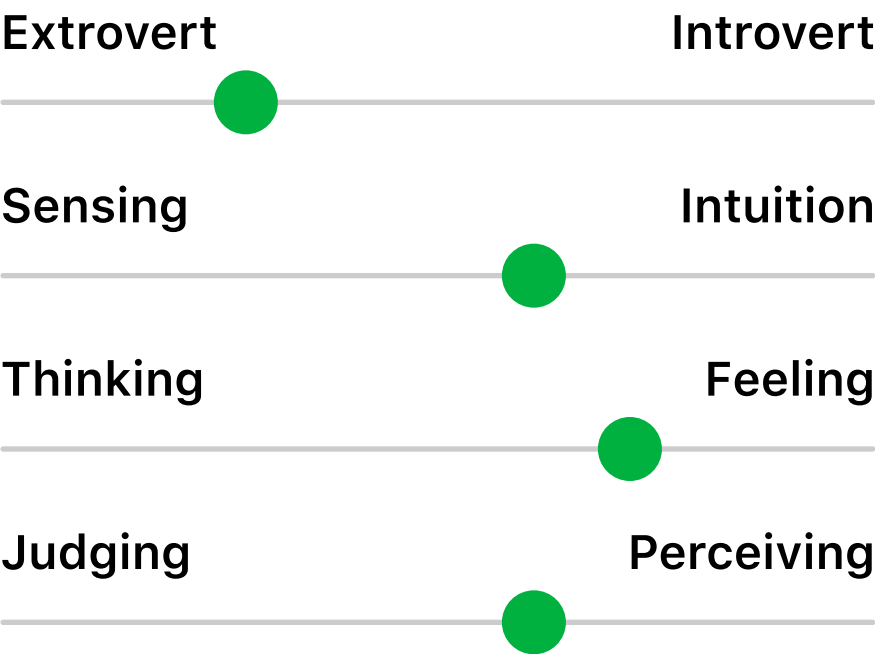 Extrovert Introvert
Sensing Intuition
Thinking Feeling
Judging Perceiving